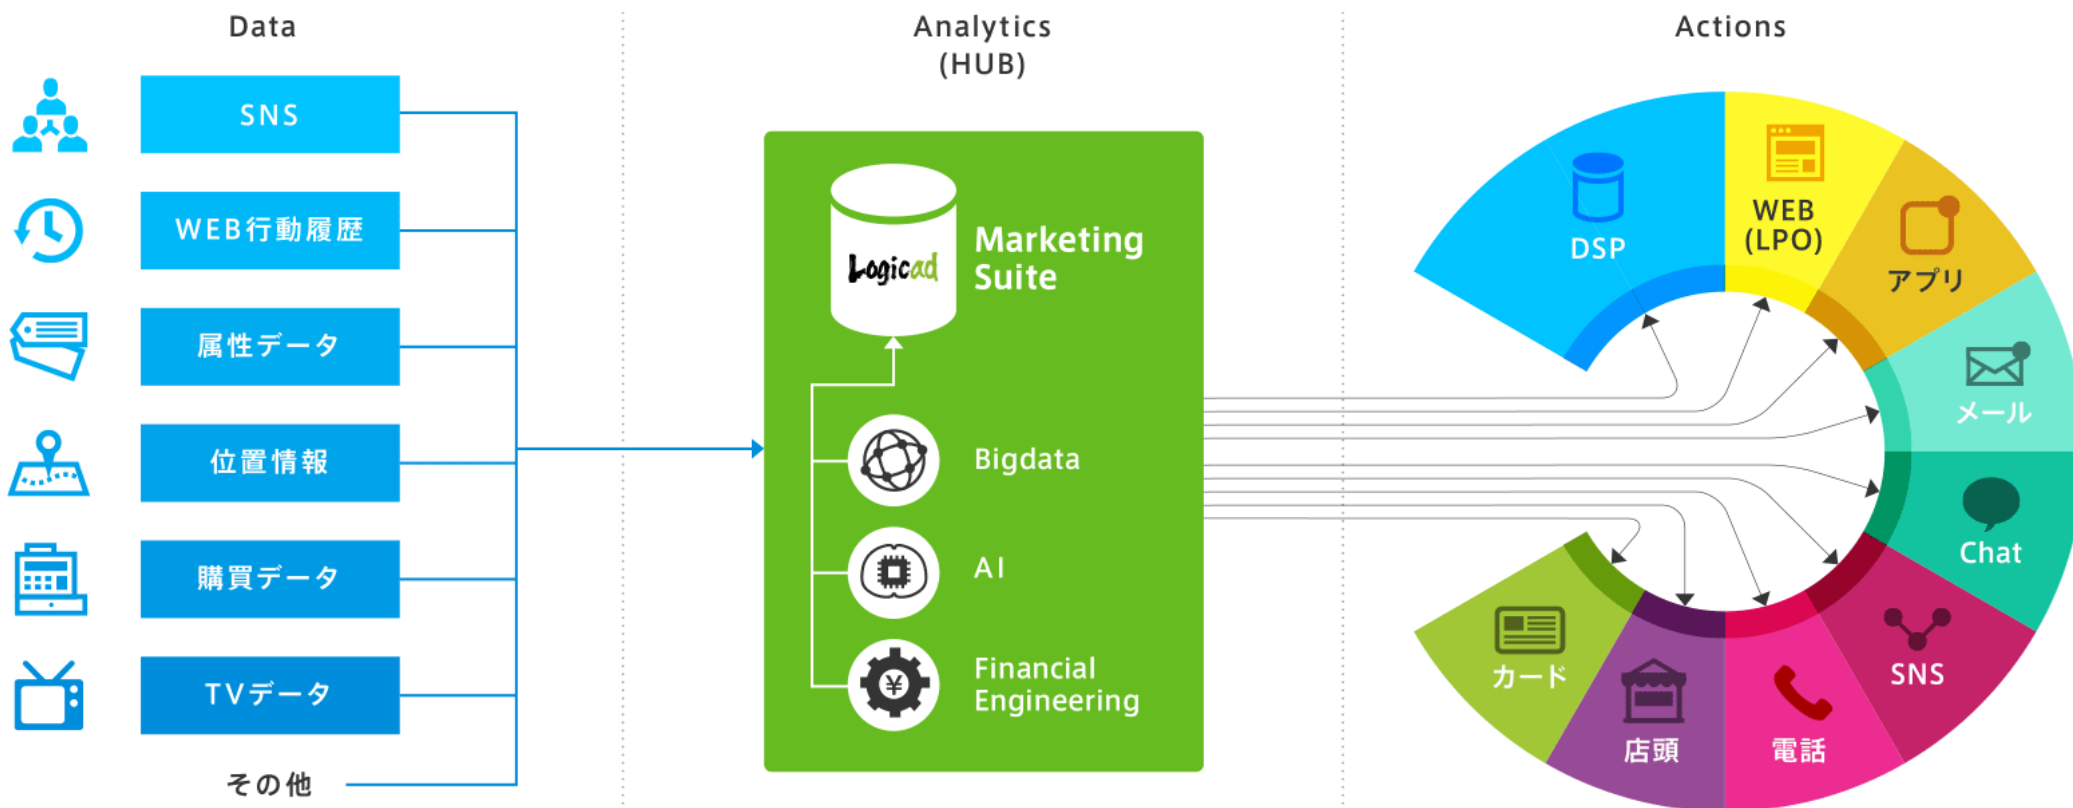 Data
SNS
WEB行動履歴
属性データ
位置情報
購買データ
TVデータ
その他
Analytics
(HUB)
Logicad
Marketing
Suite
Bigdata
AI
¥
Financial
Engineering
Actions
DSP
WEB
(LPO)
アプリ
メール
Chat
SNS
電話
店頭
カード